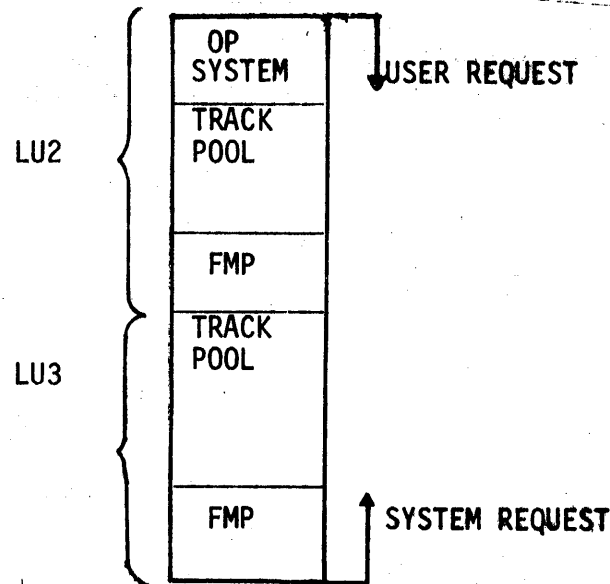 OP
SYSTEM
USER REQUEST
TRACK
POOL
LU2
FMP
TRACK
POOL
LU3
FMP
SYSTEM REQUEST